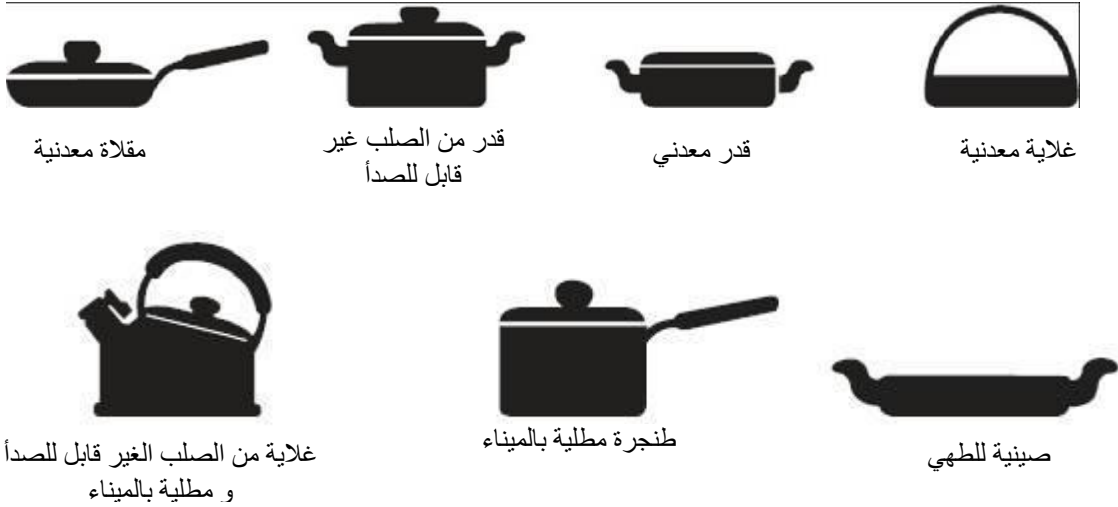 غلاية معدنية
قدر معدني
قدر من الصلب غير
قابل للصدأ
مقلاة معدنية
صينية للطهي
طنجرة مطلية بالميناء
غلاية من الصلب الغير قابل للصدأ
و مطلية بالميناء